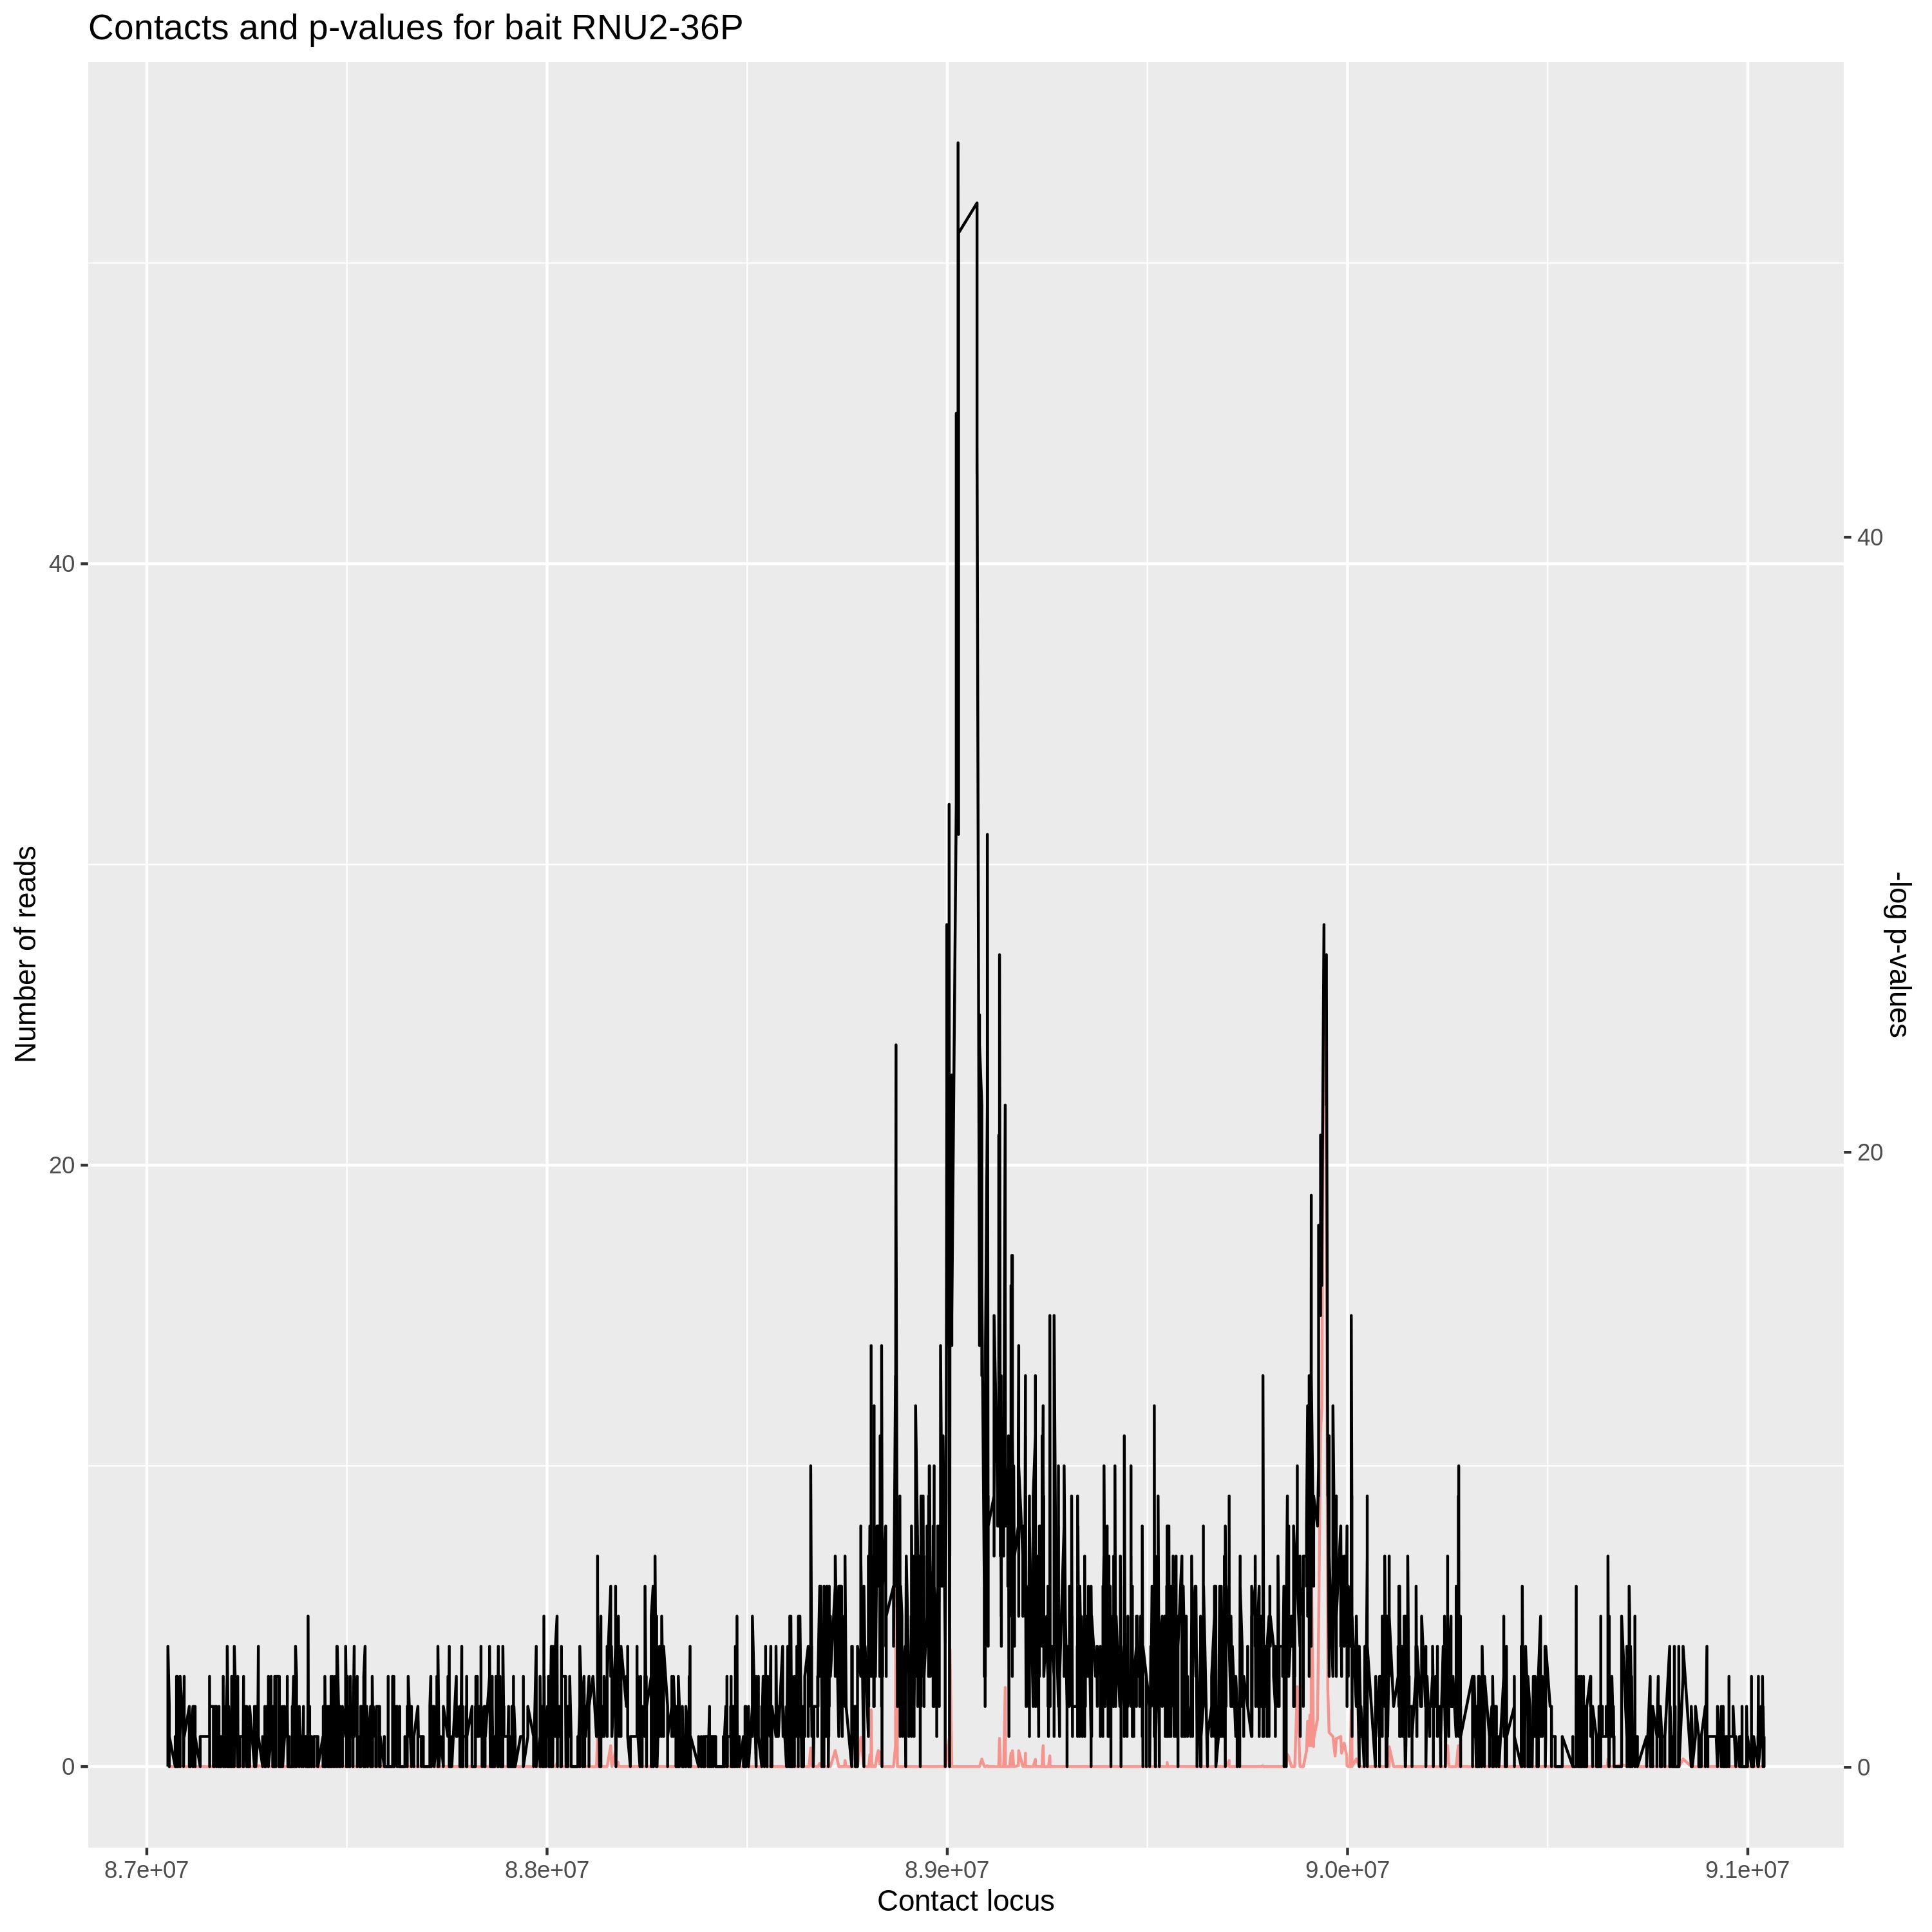 Contacts and p-values for bait RNU2-36P
Number of reads
40
20
0
40
20
0
-log p-values
8.7e+07 8.8e+07 8.9e+07 9.0e+07 9.1e+07
Contact locus